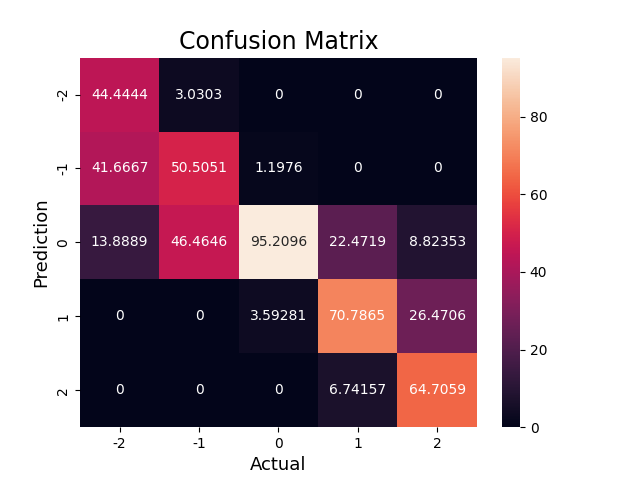 Confusion Matrix
-2 44.4444 3.0303 0 0 0
-1 41.6667 50.5051 1.1976 0 0
0 13.8889 46.4646 95.2096 22.4719 8.82353
1 0 0 3.59281 70.7865 26.4706
2 0 0 0 6.74157 64.7059
-2 -1 0 1 2
Prediction
Actual
80
60
40
20
0